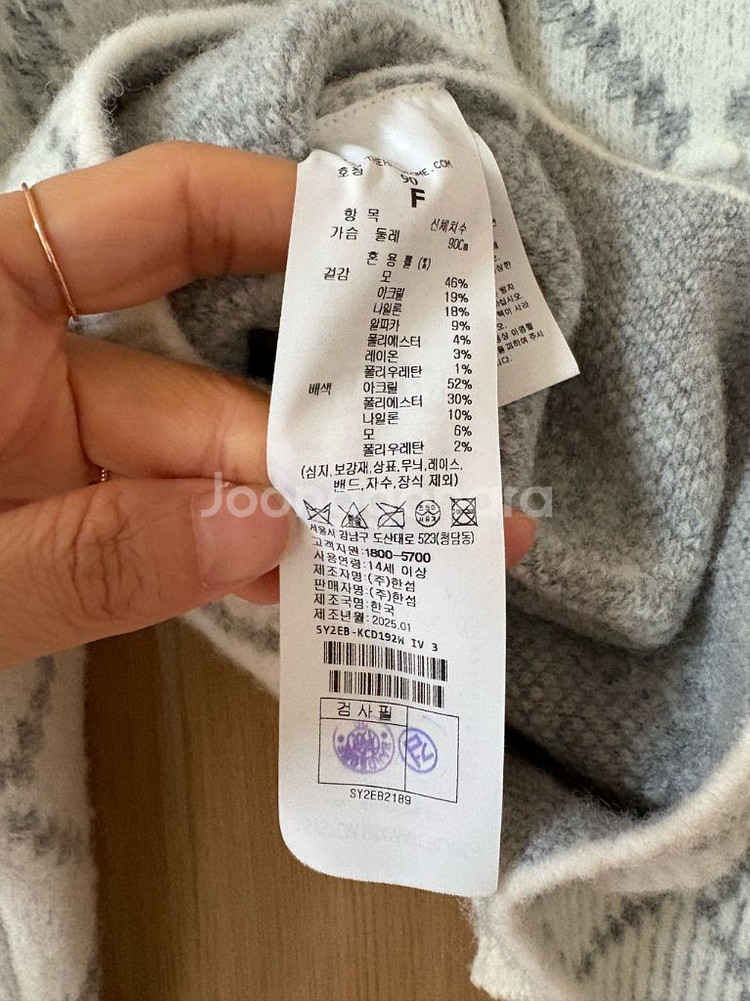 호칭 90
F
항 목 신체치수
가슴 둘레 90Cm
혼 용 률 (%)
겉감 모 46%
아크릴 19%
나일론 18%
알파카 9%
폴리에스터 4%
레이온 3%
폴리우레탄 1%
배색 아크릴 52%
폴리에스터 30%
나일론 10%
모 6%
폴리우레탄 2%
(심지,보강재,상표,무늬,레이스,
밴드,자수,장식 제외)
Joonggonara
서울시 강남구 도산대로 523(청담동)
고객지원:1800-5700
사용연령:14세 이상
제조자명:(주)한섬
판매자명:(주)한섬
제조국명:한국
제조년월:2025.01
SY2EB-KCD192W IV 3
검 사 필
SY2EB2189